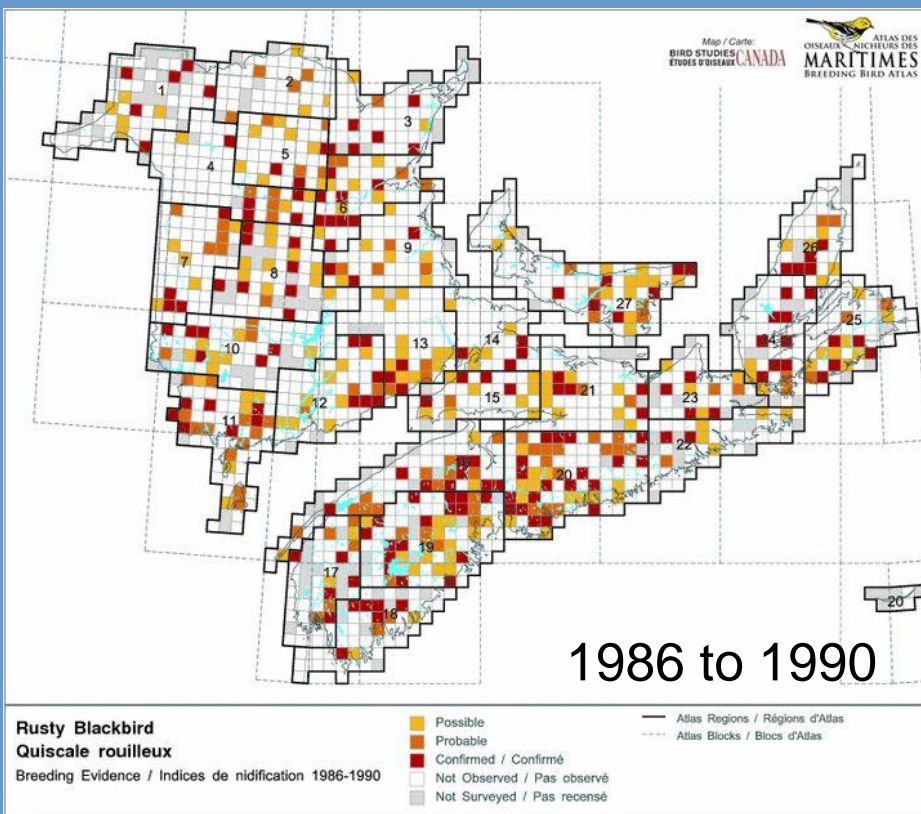 Map / Carte:
BIRD STUDIES
ÉTUDES D'OISEAUX CANADA
ATLAS DES
OISEAUX NICHEURS DES
MARITIMES
BREEDING BIRD ATLAS
1
2
3
4
5
6
7
8
9
10
11
12
13
14
15
17
18
19
20
21
22
23
24
25
26
27
20
1986 to 1990
Rusty Blackbird
Quiscale rouilleux
Breeding Evidence / Indices de nidification 1986-1990
Possible
Probable
Confirmed / Confirmé
Not Observed / Pas observé
Not Surveyed / Pas recensé
Atlas Regions / Régions d'Atlas
Atlas Blocks / Blocs d'Atlas